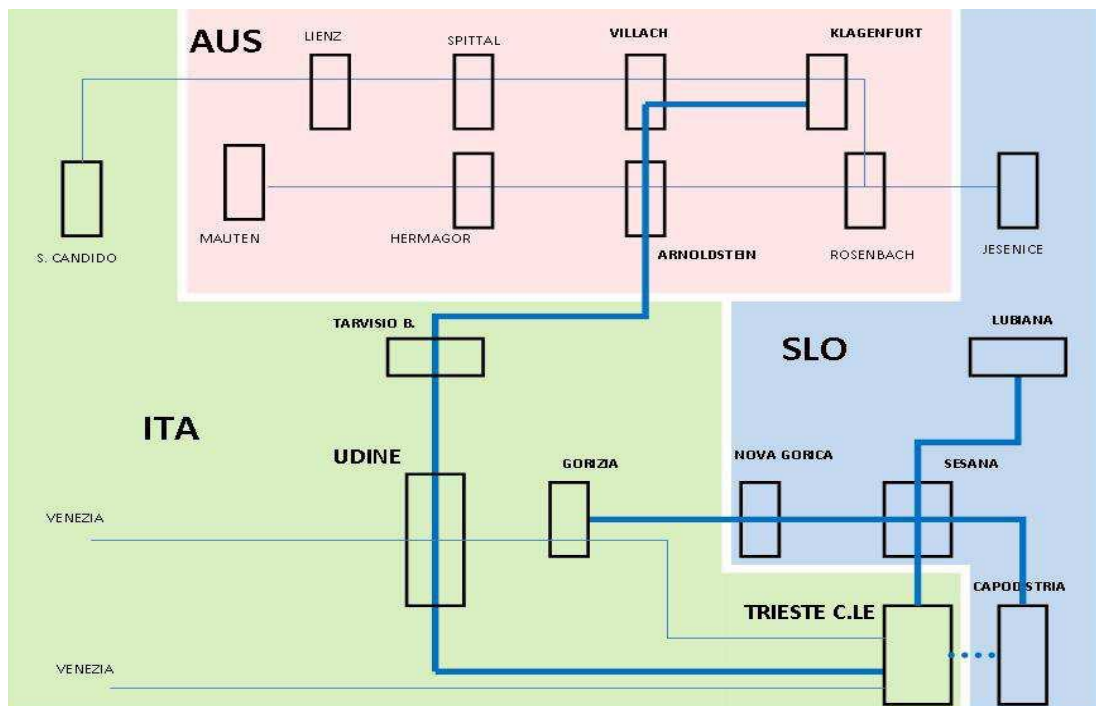 AUS
LIENZ
SPITTAL
VILLACH
KLAGENFURT
S. CANDIDO
MAUTEN
HERMAGOR
ARNOLDSTEIN
ROSENBACH
JESENICE
TARVISIO B.
LUBIANA
SLO
ITA
UDINE
GORIZIA
NOVA GORICA
SESANA
VENEZIA
TRIESTE C.LE
CAPODISTRIA
VENEZIA